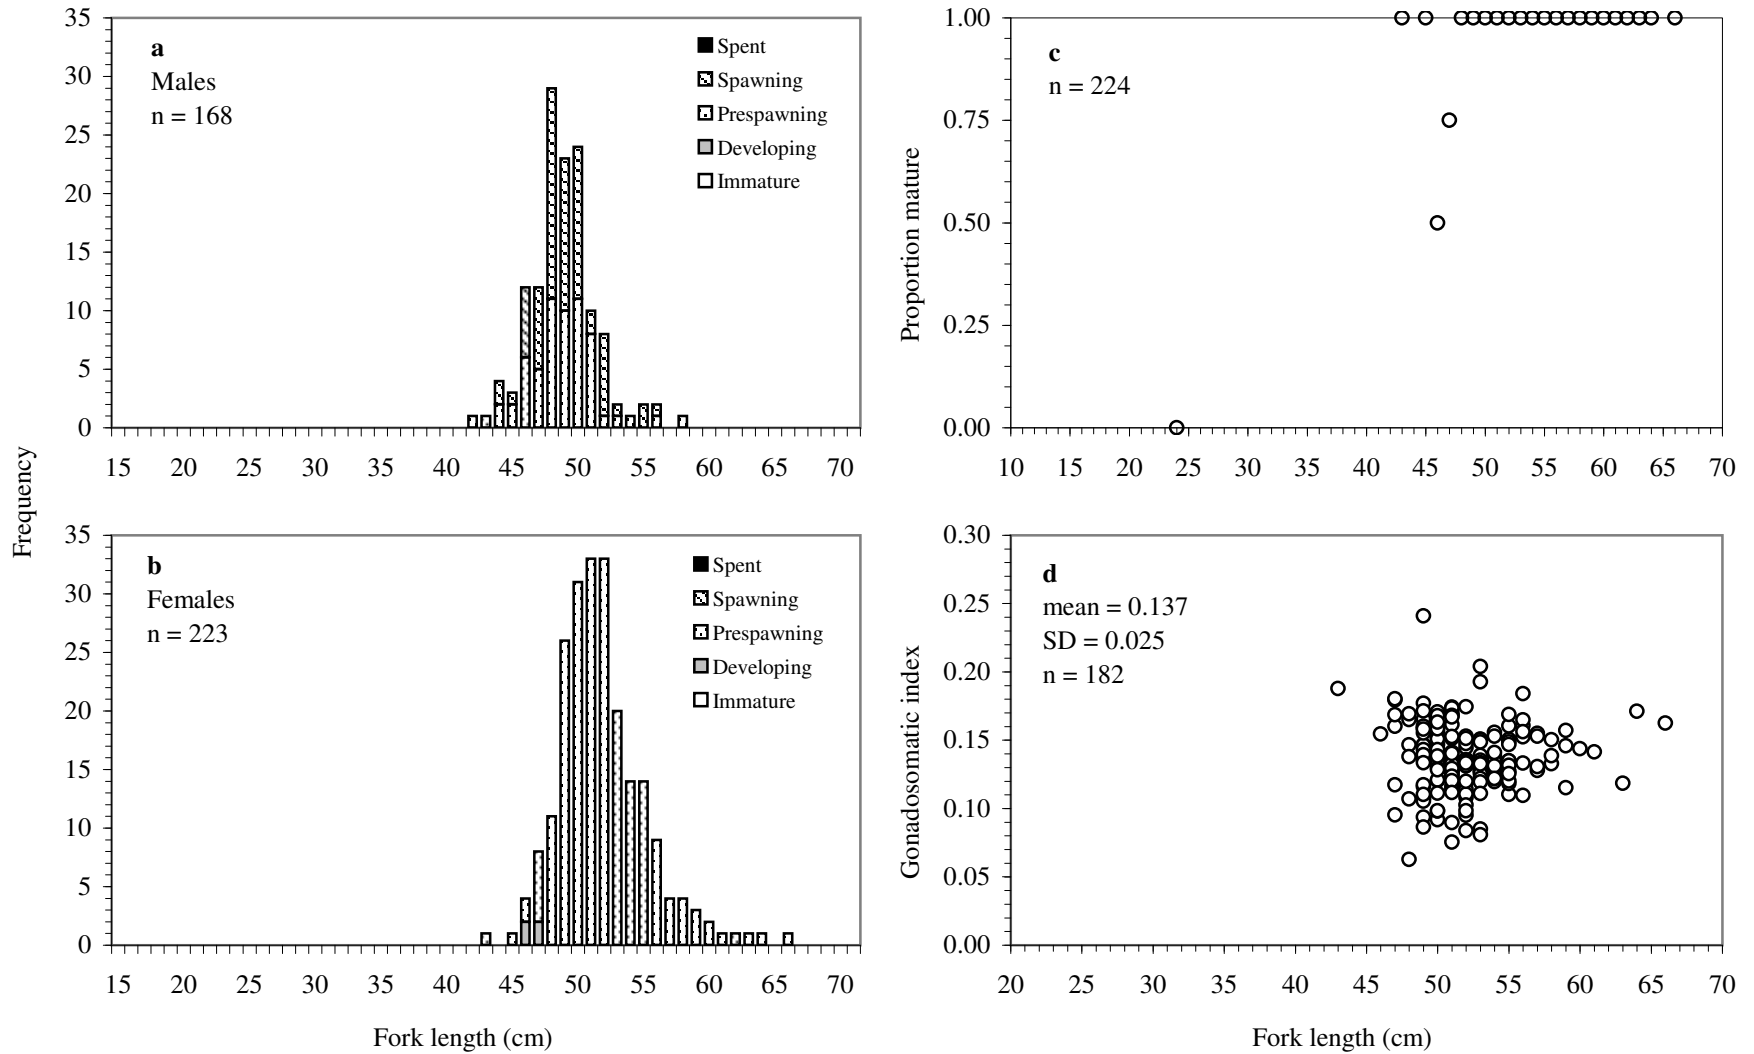 a
Males
n = 168
Spent
Spawning
Prespawning
Developing
Immature
35
30
25
20
15
10
5
0
15 20 25 30 35 40 45 50 55 60 65 70
c
n = 224
Proportion mature
1.00
0.75
0.50
0.25
0.00
10 15 20 25 30 35 40 45 50 55 60 65 70
Frequency
b
Females
n = 223
Spent
Spawning
Prespawning
Developing
Immature
35
30
25
20
15
10
5
0
15 20 25 30 35 40 45 50 55 60 65 70
Fork length (cm)
d
mean = 0.137
SD = 0.025
n = 182
Gonadosomatic index
0.30
0.25
0.20
0.15
0.10
0.05
0.00
20 25 30 35 40 45 50 55 60 65 70
Fork length (cm)